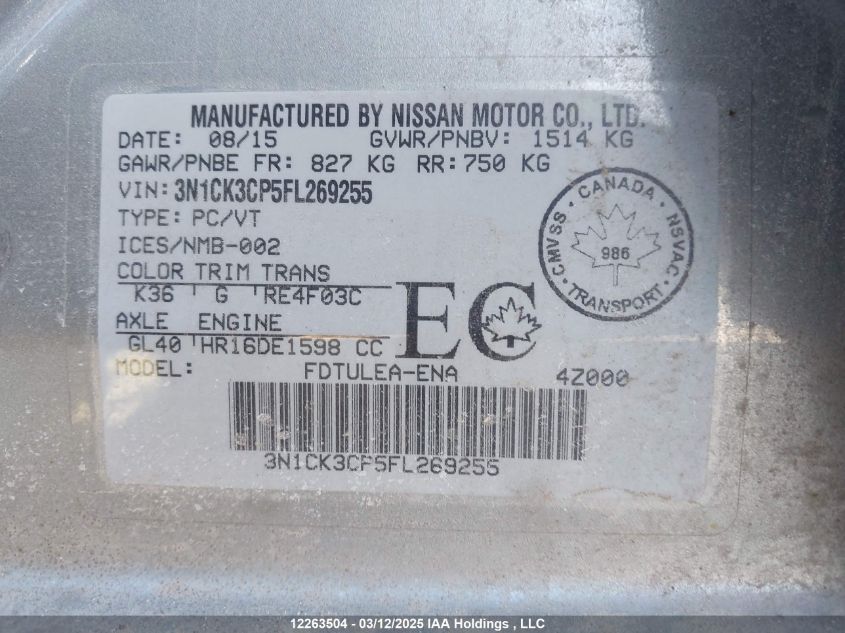 MANUFACTURED BY NISSAN MOTOR CO., LTD.
DATE: 08/15 GVWR/PNBV: 1514 KG
GAWR/PNBE FR: 827 KG RR:750 KG
VIN: 3N1CK3CP5FL269255
TYPE: PC/VT
ICES/NMB-002
COLOR TRIM TRANS
K36 G RE4F03C
AXLE ENGINE
GL40 HR16DE1598 CC
MODEL: FDTULEA-ENA 4Z000
EC
CANADA
CMVSS NSVAC
986
TRANSPORT
3N1CK3CP5FL269255
12263504 - 03/12/2025 IAA Holdings , LLC